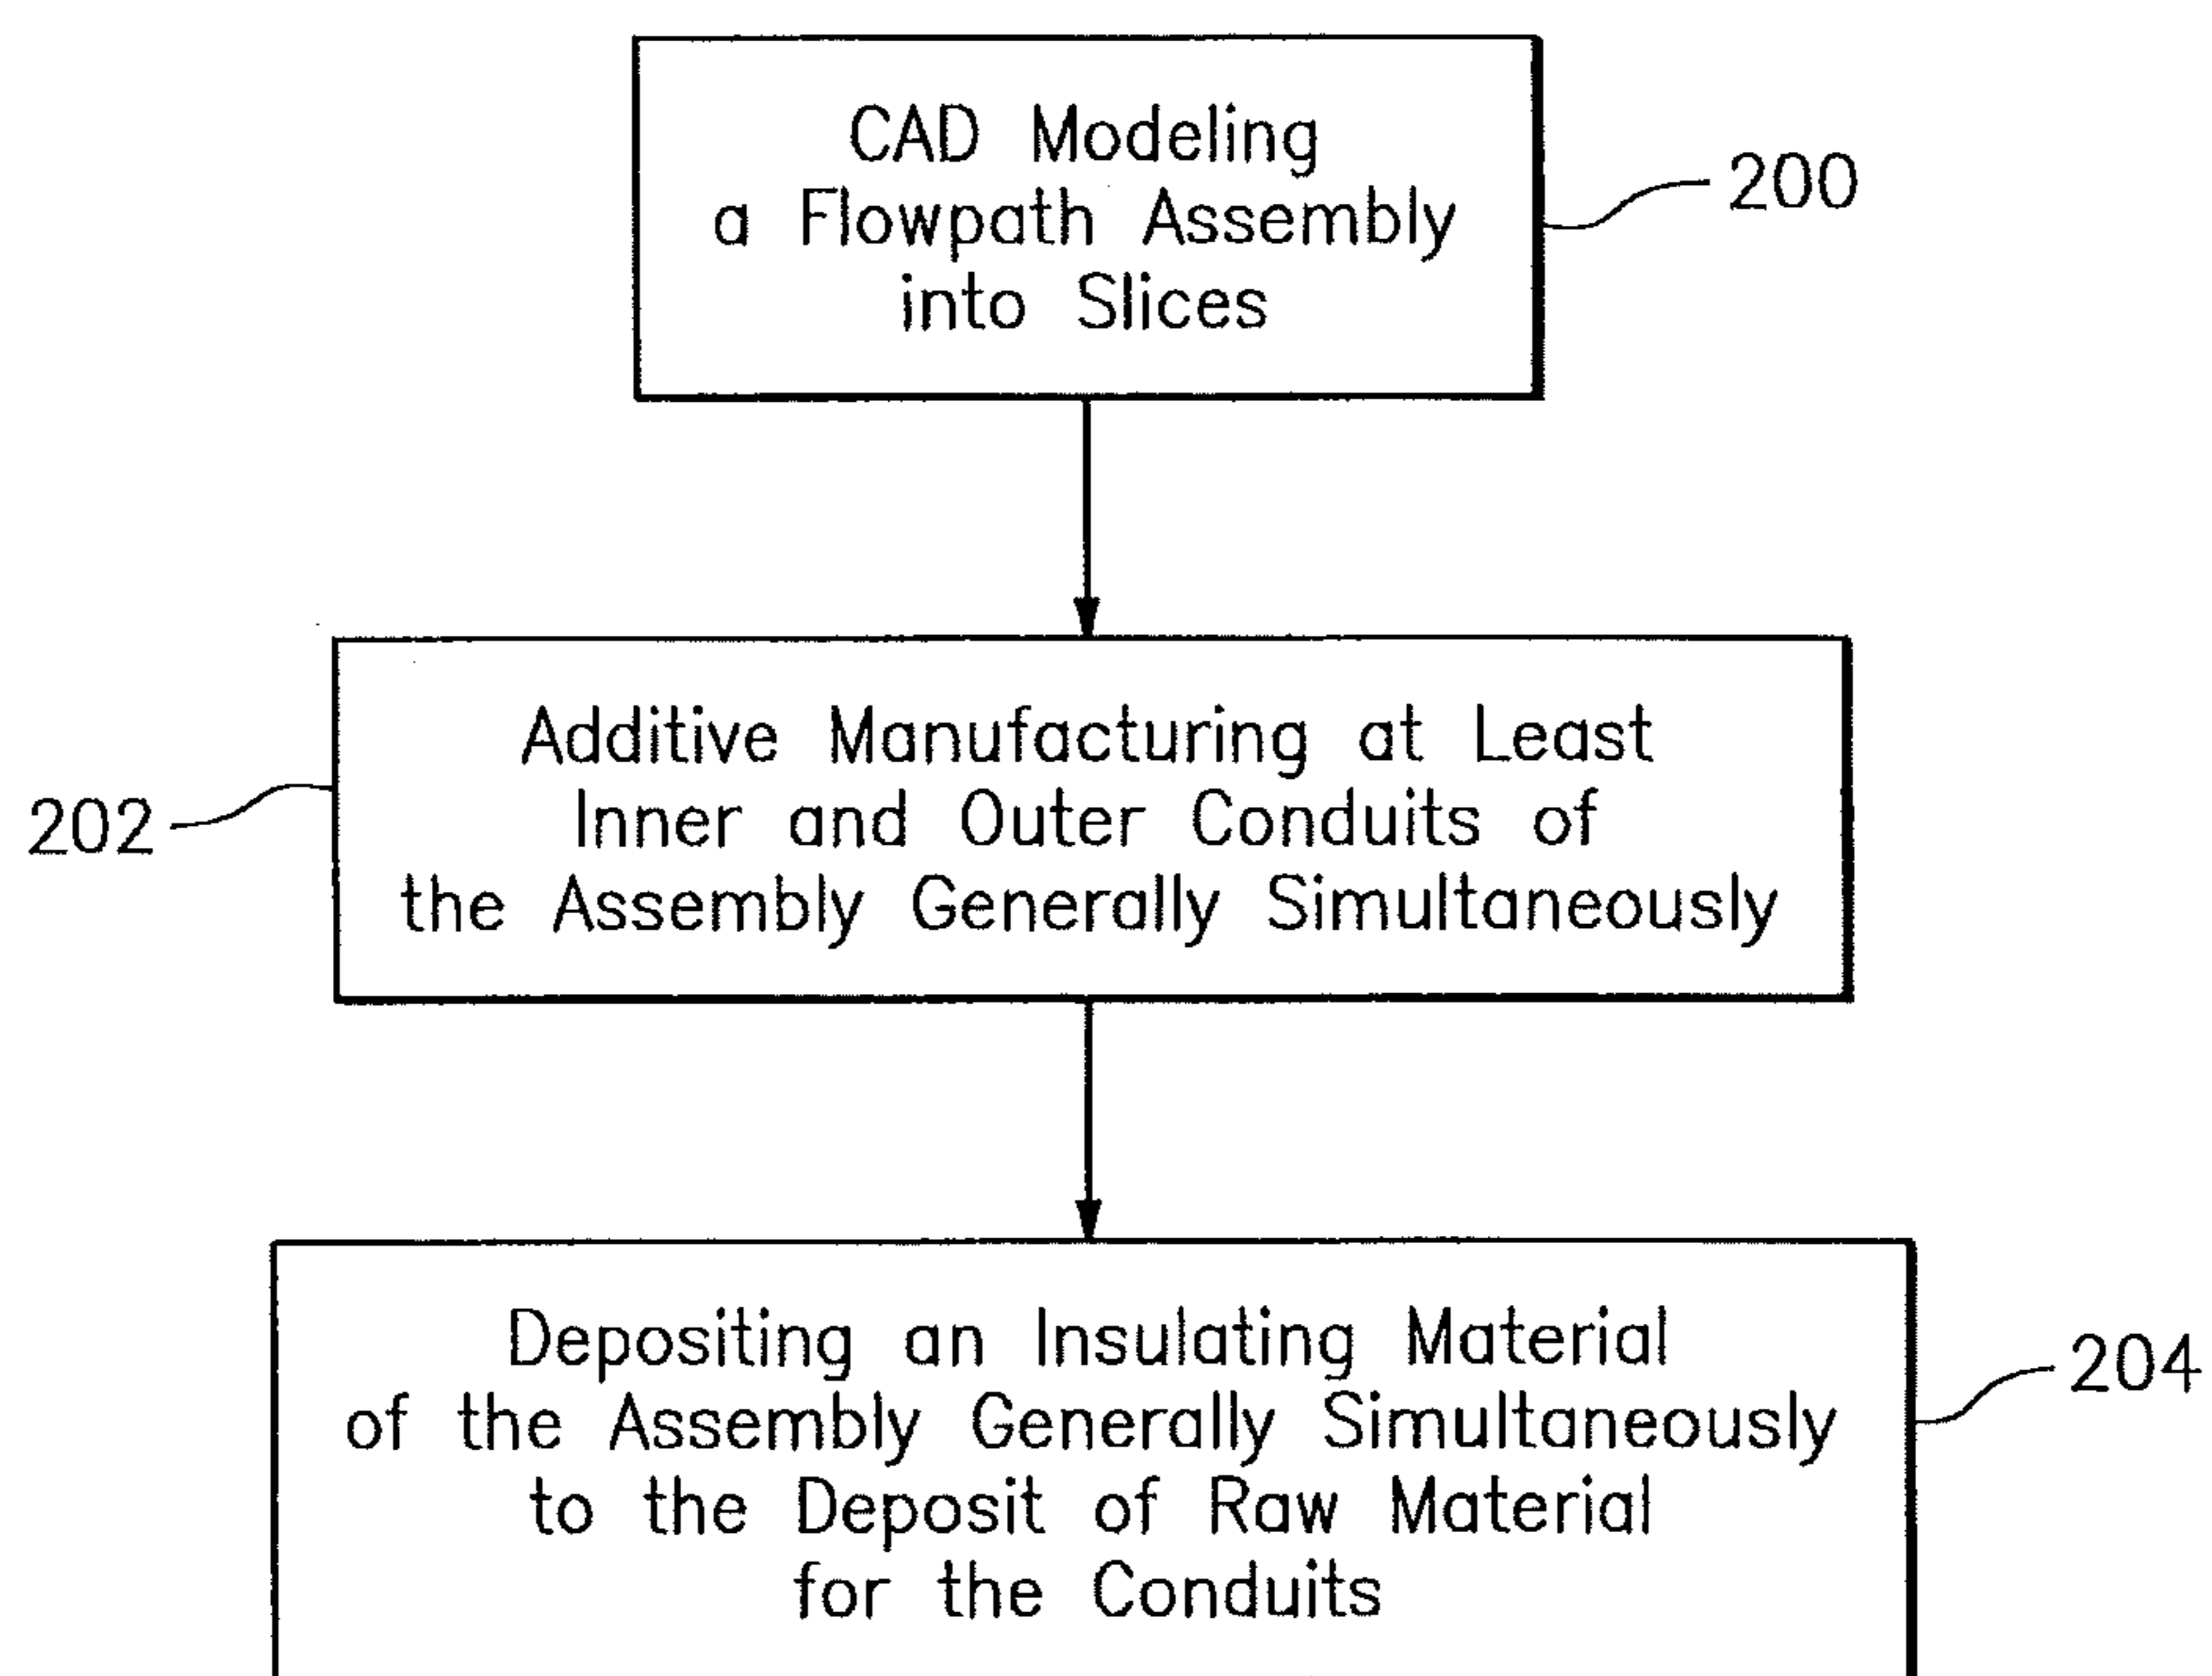 CAD Modeling
a Flowpath Assembly
into Slices
200
Additive Manufacturing at Least
Inner and Outer Conduits of
the Assembly Generally Simultaneously
202
Depositing an Insulating Material
of the Assembly Generally Simultaneously
to the Deposit of Raw Material
for the Conduits
204